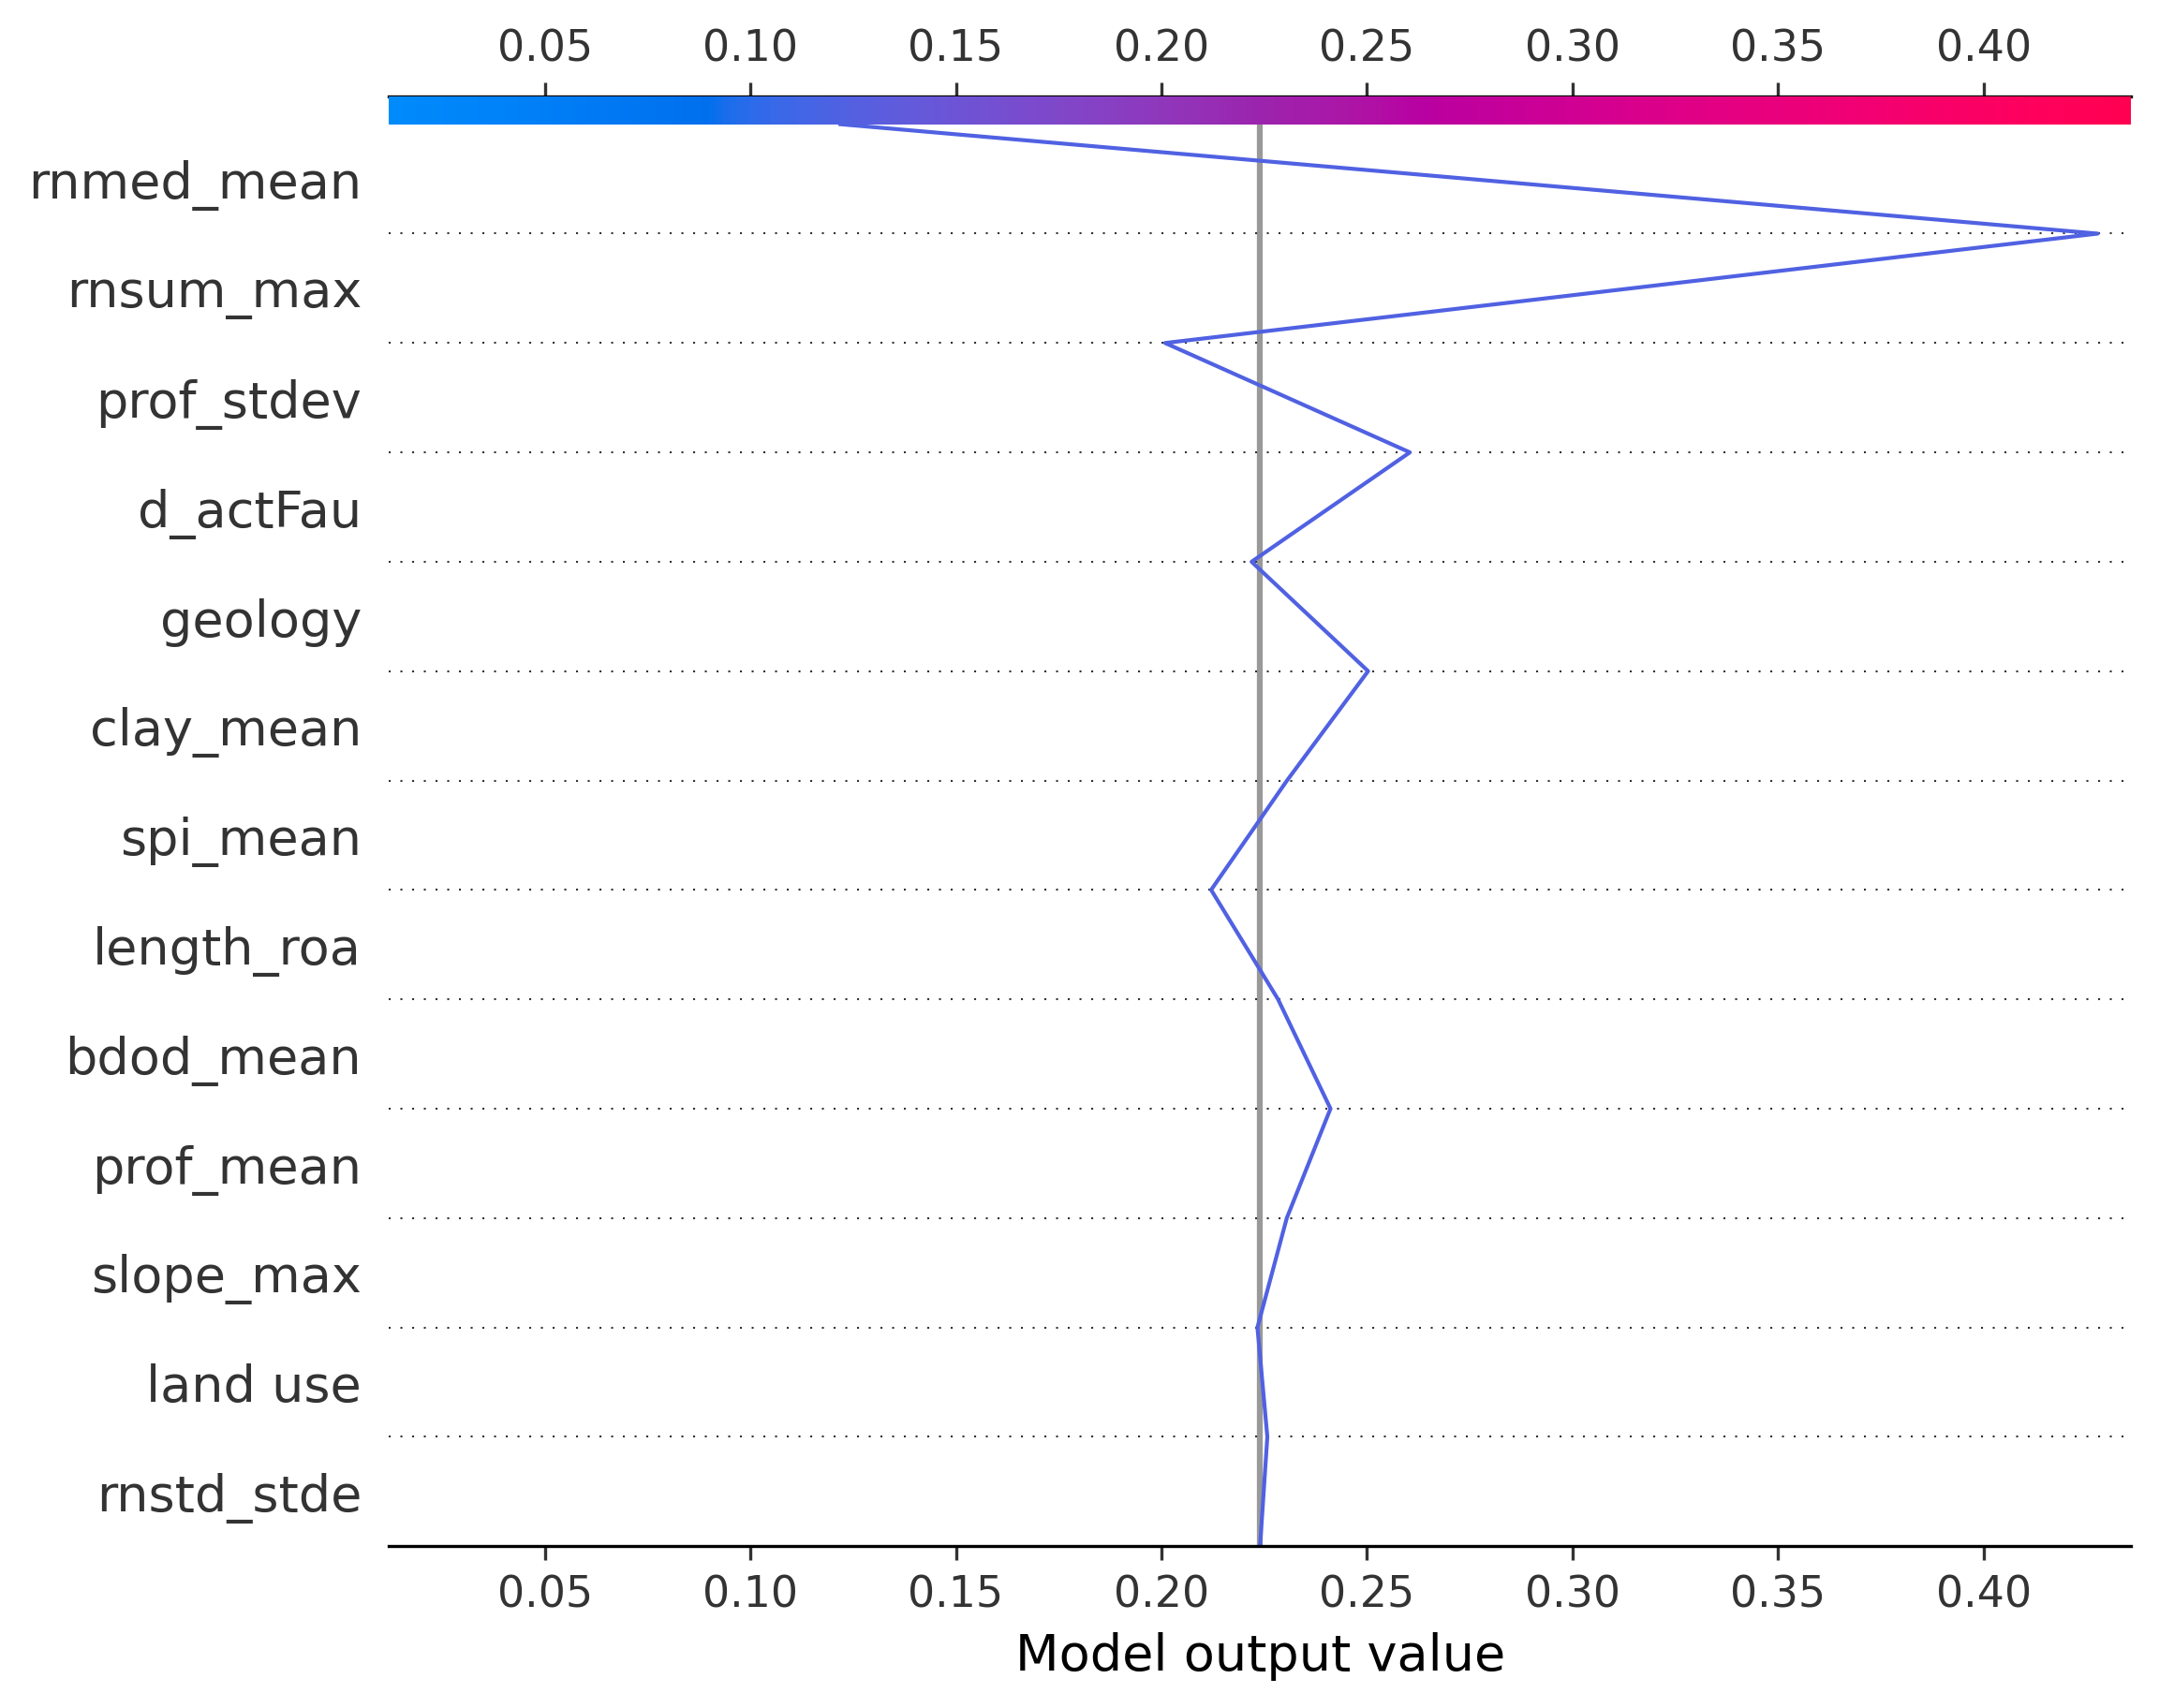 0.05 0.10 0.15 0.20 0.25 0.30 0.35 0.40
rnmed_mean
rnsum_max
prof_stdev
d_actFau
geology
clay_mean
spi_mean
length_roa
bdod_mean
prof_mean
slope_max
land use
rnstd_stde
0.05 0.10 0.15 0.20 0.25 0.30 0.35 0.40
Model output value